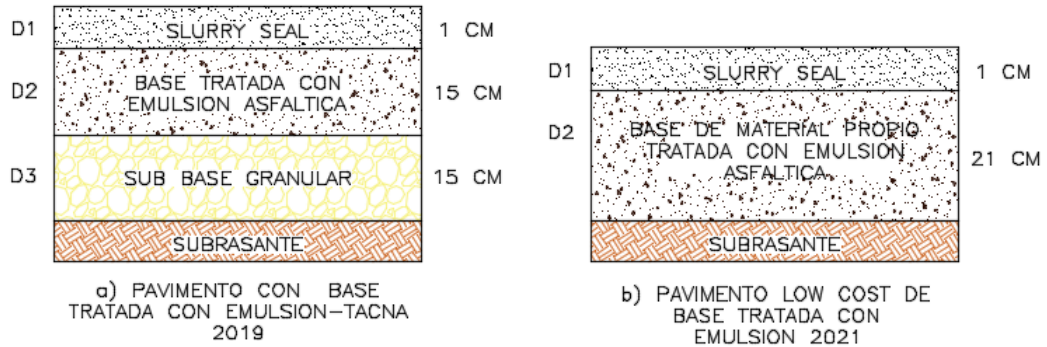 D1
SLURRY SEAL
1 CM
D2
BASE TRATADA CON
EMULSION ASFALTICA
15 CM
D3
SUB BASE GRANULAR
15 CM
SUBRASANTE
a) PAVIMENTO CON BASE
TRATADA CON EMULSION-TACNA
2019
D1
SLURRY SEAL
1 CM
D2
BASE DE MATERIAL PROPIO
TRATADA CON EMULSION
ASFALTICA
21 CM
SUBRASANTE
b) PAVIMENTO LOW COST DE
BASE TRATADA CON
EMULSION 2021